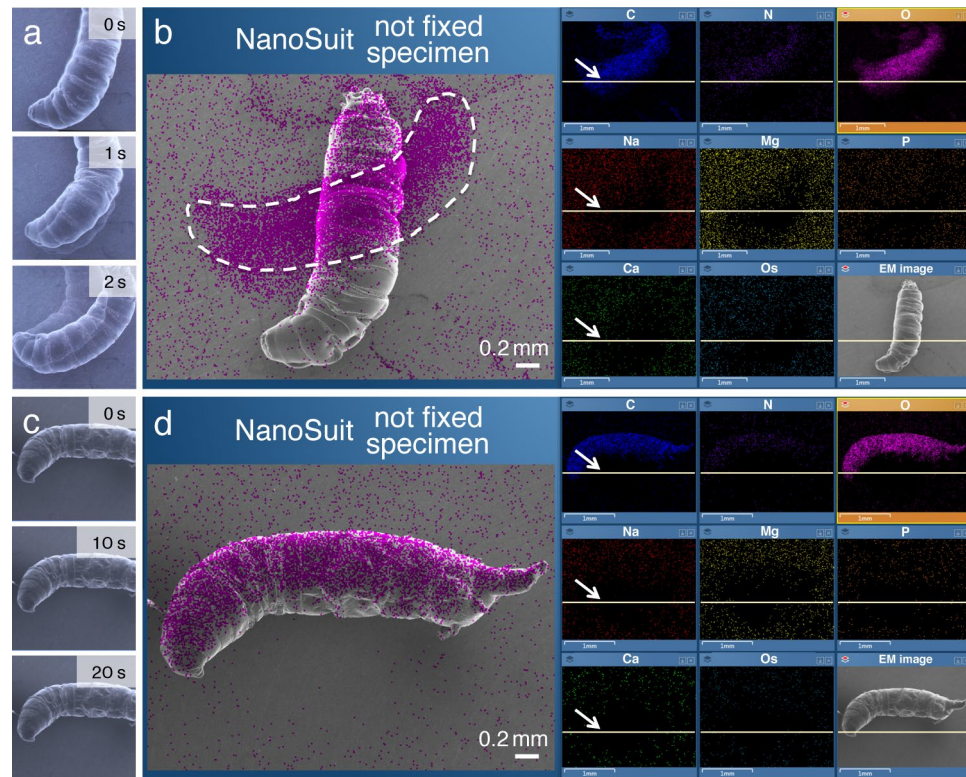 a
0 s
1 s
2 s
b
NanoSuit
not fixed
specimen
0.2 mm
C
N
O
1mm
1mm
1mm
Na
Mg
P
1mm
1mm
1mm
Ca
Os
EM image
1mm
1mm
1mm
c
0 s
10 s
20 s
d
NanoSuit
not fixed
specimen
0.2 mm
C
N
O
1mm
1mm
1mm
Na
Mg
P
1mm
1mm
1mm
Ca
Os
EM image
1mm
1mm
1mm